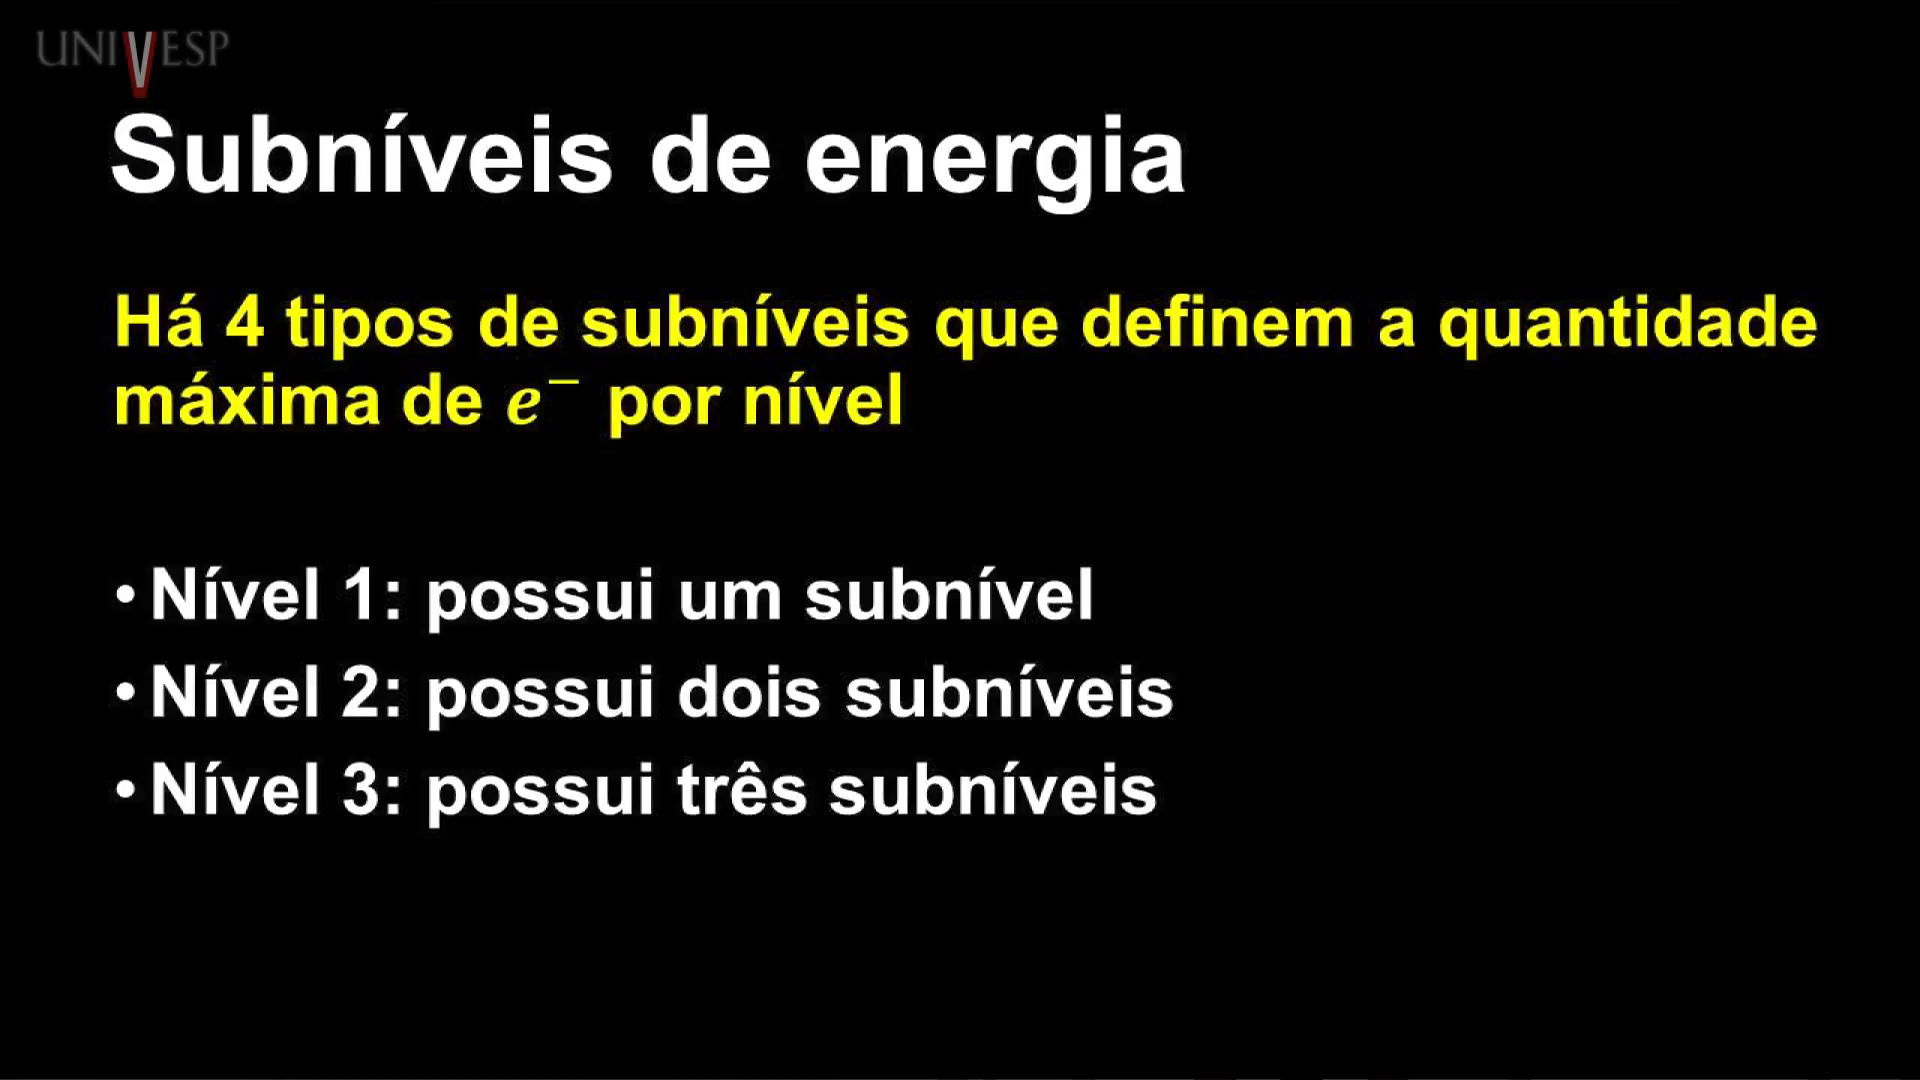 UNIVESP
Subníveis de energia
Há 4 tipos de subníveis que definem a quantidade
máxima de e⁻ por nível
• Nível 1: possui um subnível
• Nível 2: possui dois subníveis
• Nível 3: possui três subníveis